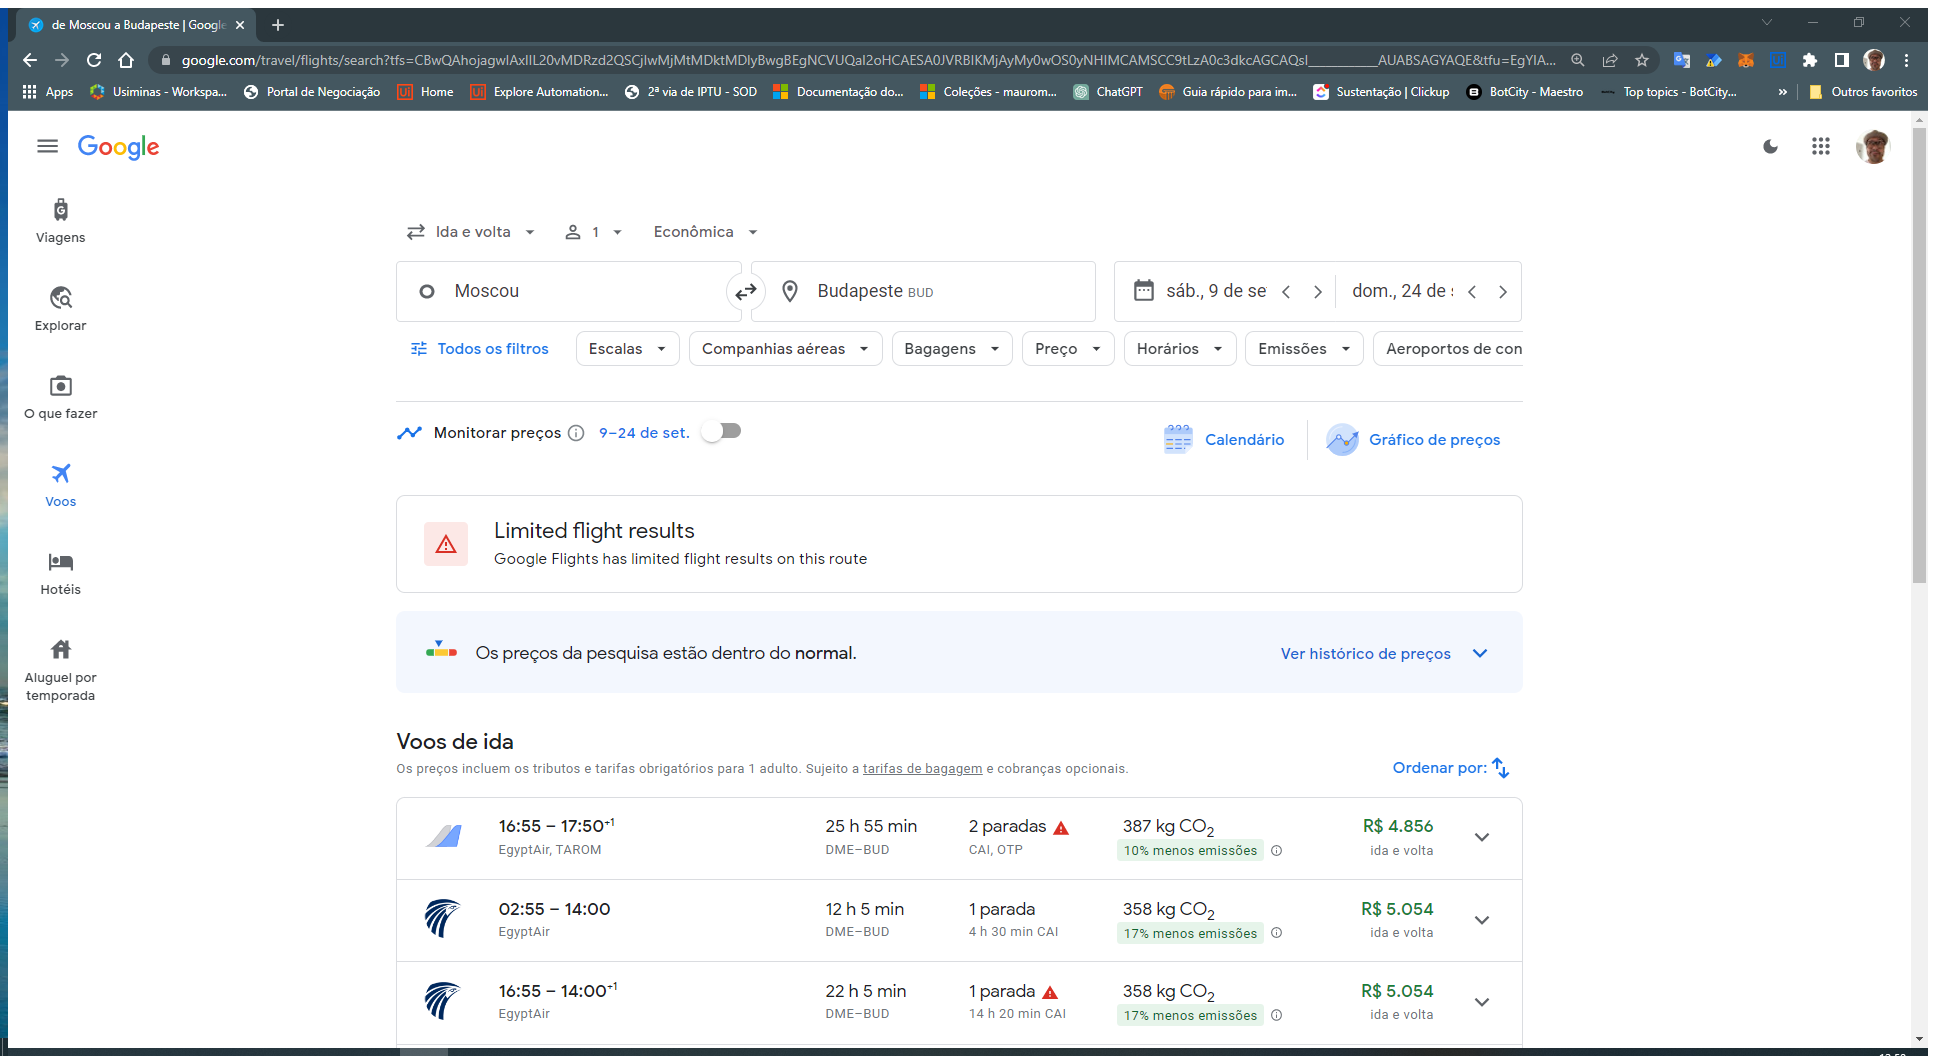 de Moscou a Budapeste | Google
google.com/travel/flights/search?tfs=CBwQAhojagwIAxIIL20vMDRzd2QSCjIwMjMtMDktMDlyBwgBEgNCVUQaI2oHCAESA0JVRBIKMjAyMy0wOS0yNHIMCAMSCC9tLzA0c3dkcAGCAQsI___________AUABSAGYAQE&tfu=EgYIA...
Apps
Usiminas - Workspa...
Portal de Negociação
Home
Explore Automation...
2ª via de IPTU - SOD
Documentação do...
Coleções - maurom...
ChatGPT
Guia rápido para im...
Sustentação | Clickup
BotCity - Maestro
Top topics - BotCity...
»
Outros favoritos
Google
Viagens
Explorar
O que fazer
Voos
Hotéis
Aluguel por
temporada
Ida e volta
1
Econômica
Moscou
Budapeste BUD
sáb., 9 de se
dom., 24 de
Todos os filtros
Escalas
Companhias aéreas
Bagagens
Preço
Horários
Emissões
Aeroportos de con
Monitorar preços
9–24 de set.
Calendário
Gráfico de preços
Limited flight results
Google Flights has limited flight results on this route
Os preços da pesquisa estão dentro do normal.
Ver histórico de preços
Voos de ida
Os preços incluem os tributos e tarifas obrigatórios para 1 adulto. Sujeito a tarifas de bagagem e cobranças opcionais.
Ordenar por:
16:55 – 17:50+1
EgyptAir, TAROM
25 h 55 min
DME–BUD
2 paradas
CAI, OTP
387 kg CO2
10% menos emissões
R$ 4.856
ida e volta
02:55 – 14:00
EgyptAir
12 h 5 min
DME–BUD
1 parada
4 h 30 min CAI
358 kg CO2
17% menos emissões
R$ 5.054
ida e volta
16:55 – 14:00+1
EgyptAir
22 h 5 min
DME–BUD
1 parada
14 h 20 min CAI
358 kg CO2
17% menos emissões
R$ 5.054
ida e volta